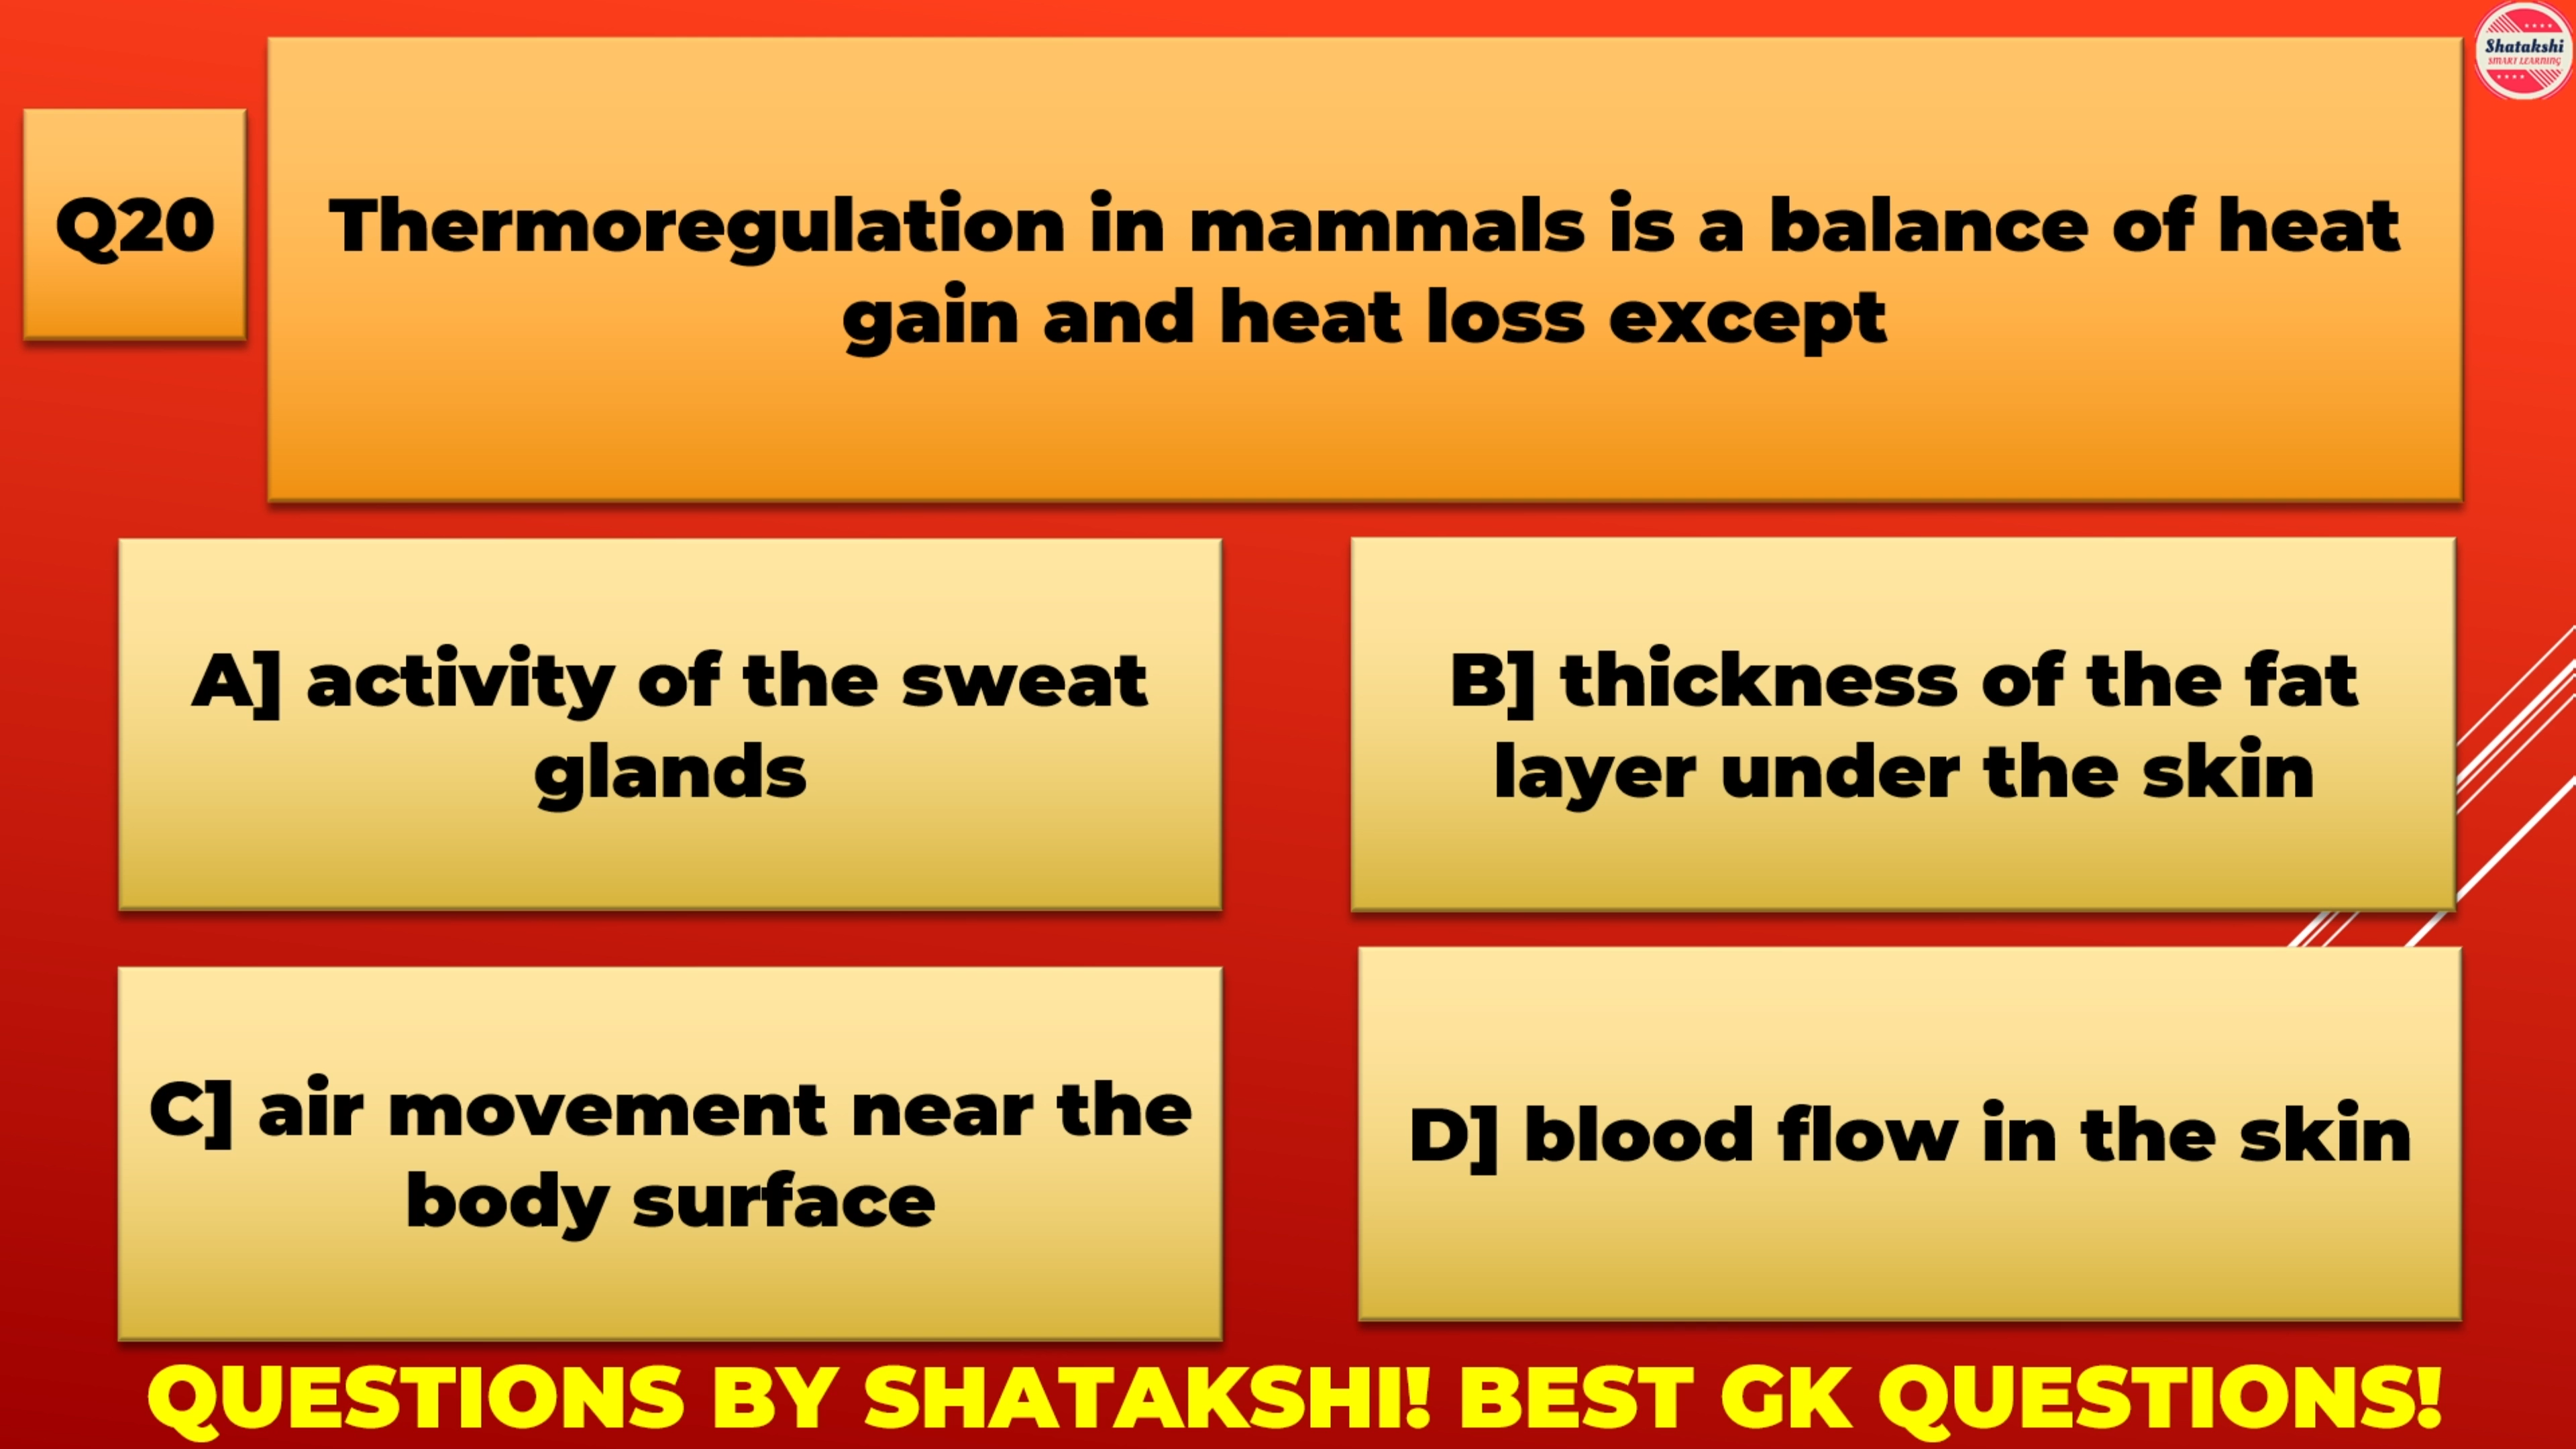 Shatakshi
SMART LEARNING
Q20
Thermoregulation in mammals is a balance of heat
gain and heat loss except
A] activity of the sweat
glands
B] thickness of the fat
layer under the skin
C] air movement near the
body surface
D] blood flow in the skin
QUESTIONS BY SHATAKSHI! BEST GK QUESTIONS!